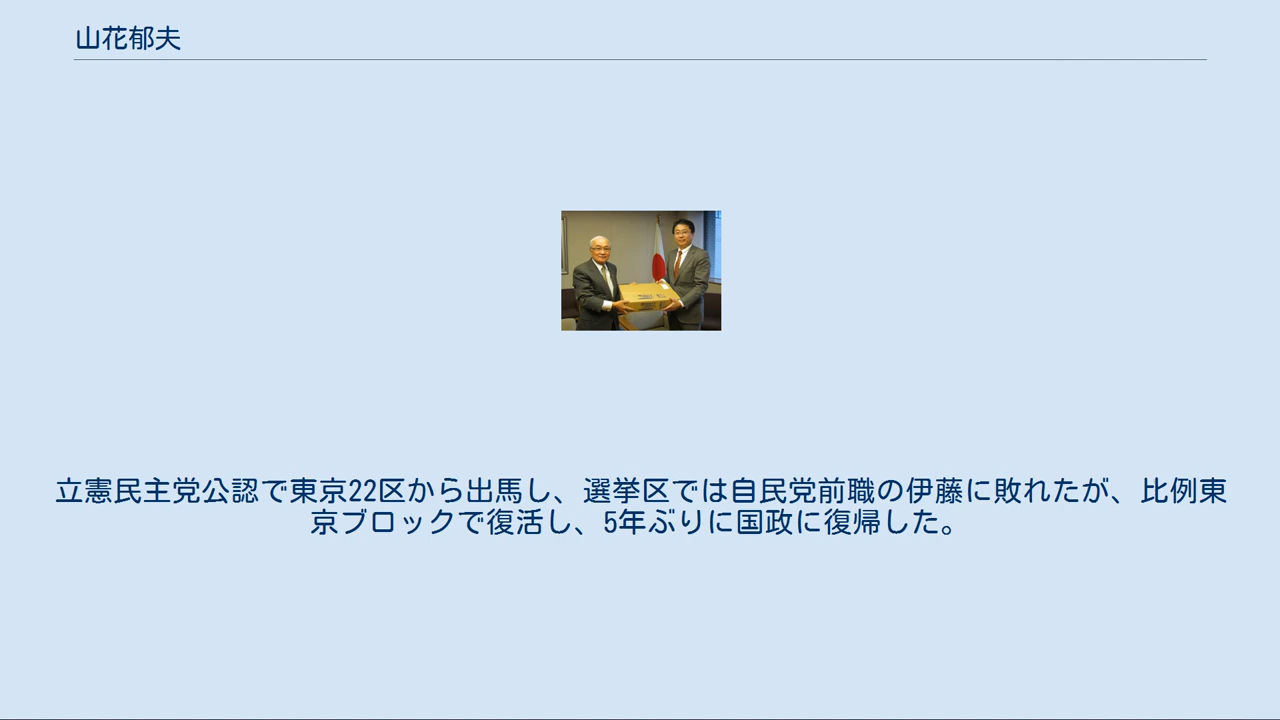 山花郁夫
立憲民主党公認で東京22区から出馬し、選挙区では自民党前職の伊藤に敗れたが、比例東
京ブロックで復活し、5年ぶりに国政に復帰した。